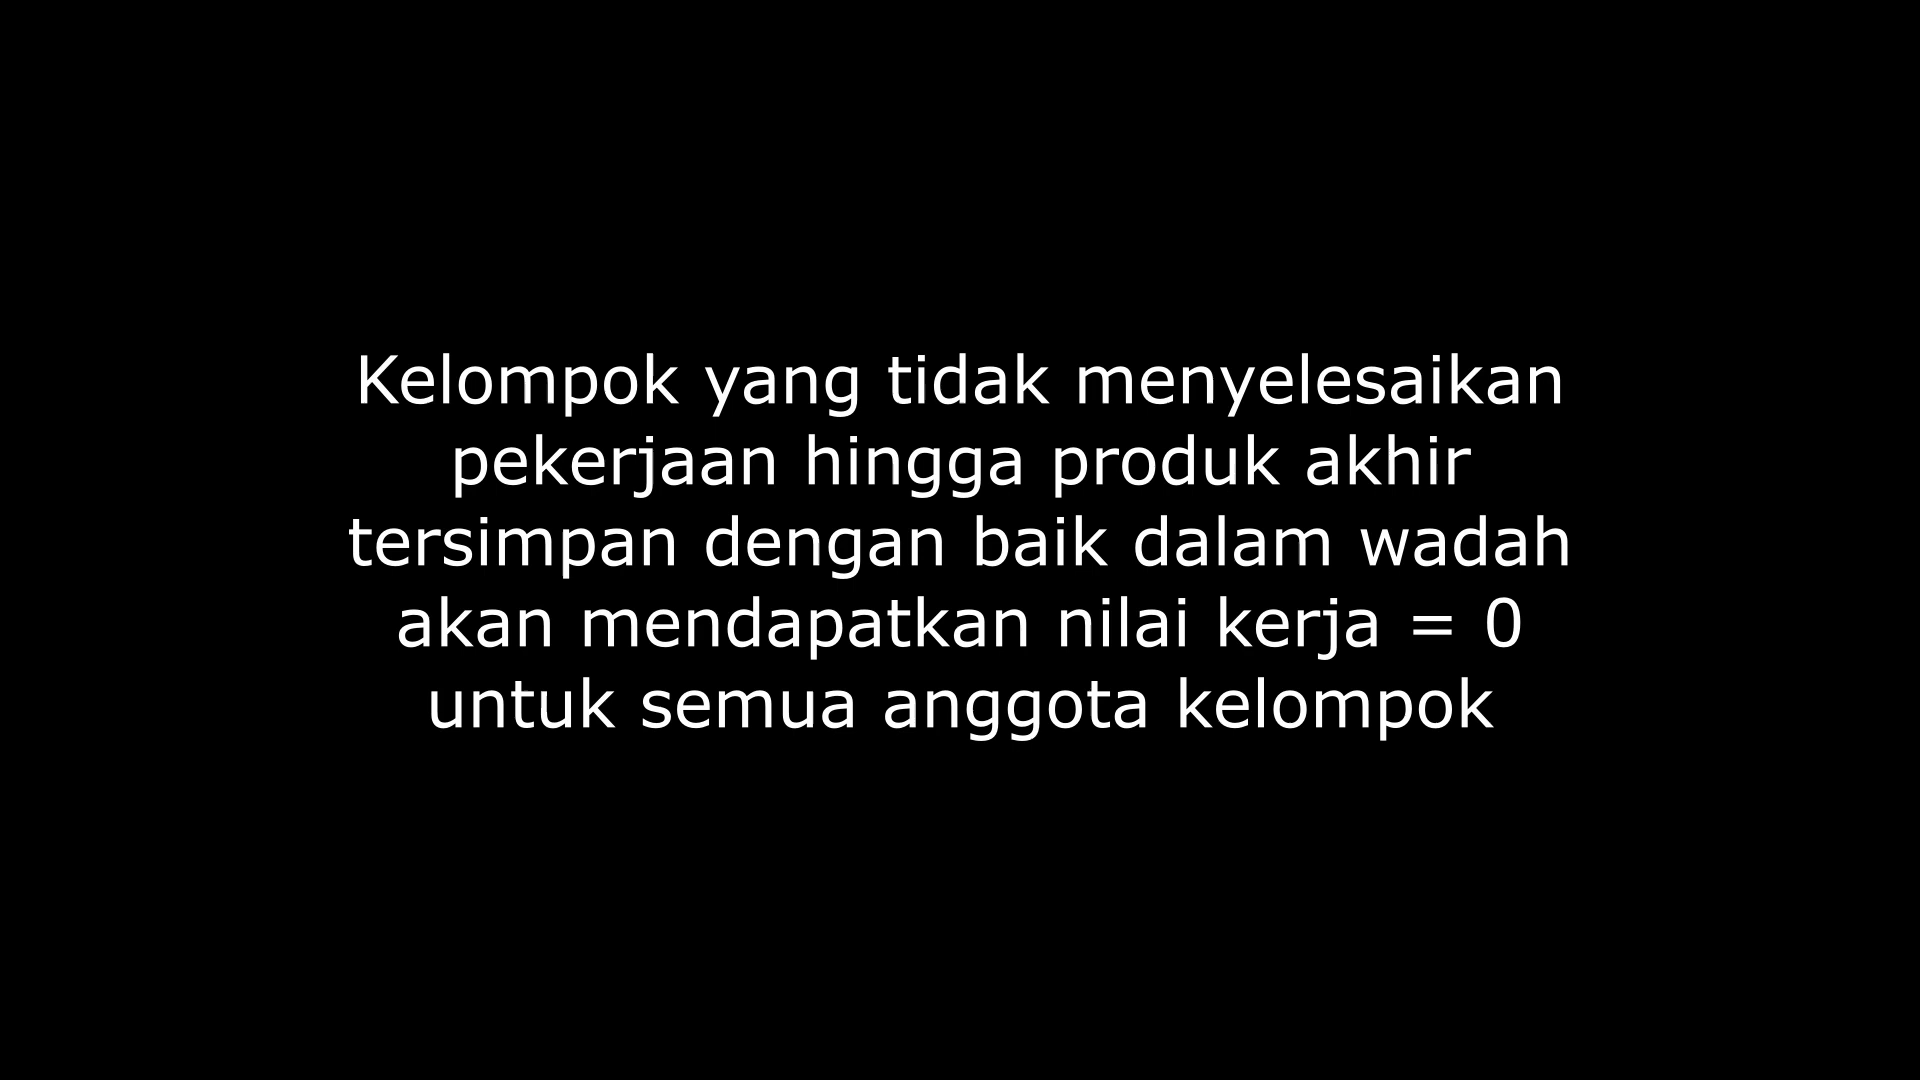 Kelompok yang tidak menyelesaikan
pekerjaan hingga produk akhir
tersimpan dengan baik dalam wadah
akan mendapatkan nilai kerja = 0
untuk semua anggota kelompok